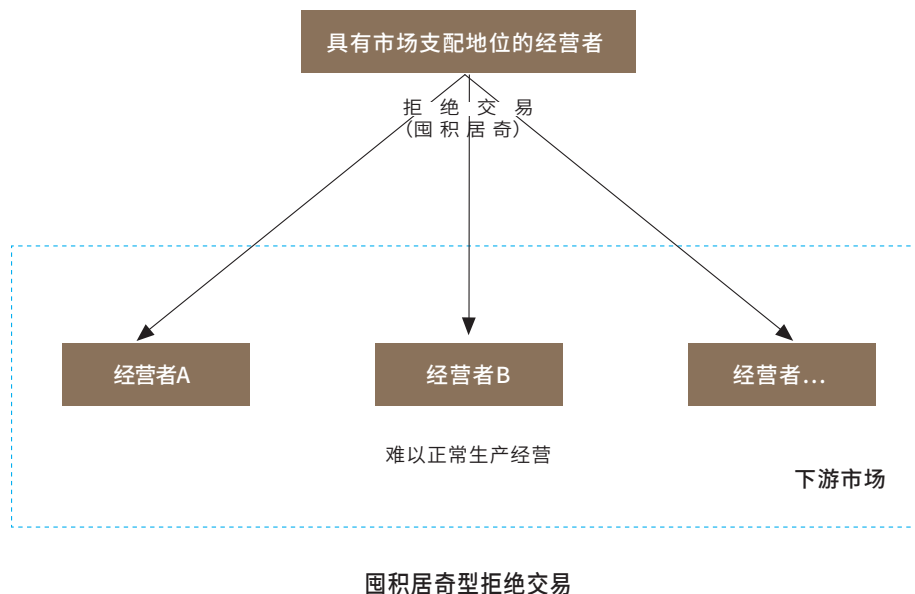 具有市场支配地位的经营者
拒绝交易
（囤积居奇）
经营者A
经营者B
经营者...
难以正常生产经营
下游市场
囤积居奇型拒绝交易